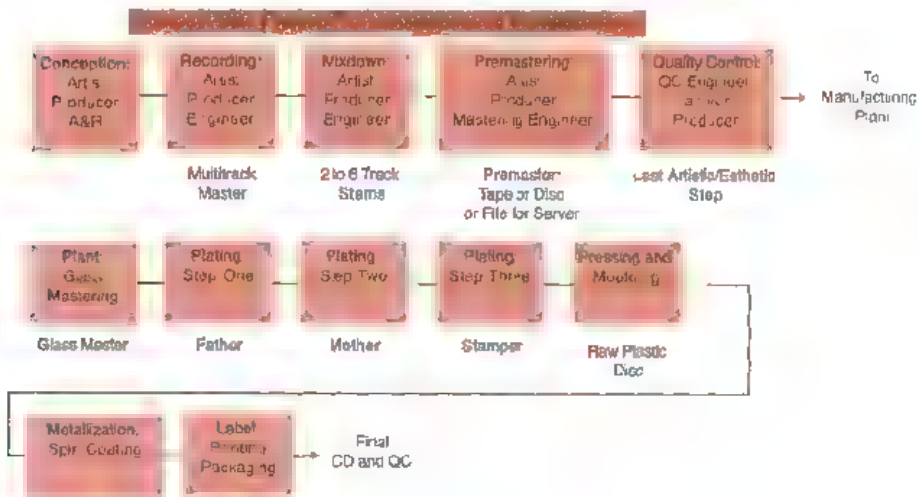 Conception:
Artist
Producer
A&R
Recording:
Artist
Producer
Engineer
Mixdown:
Artist
Producer
Engineer
Premastering:
Artist
Producer
Mastering Engineer
Quality Control:
QC Engineer
Producer
To
Manufacturing
Plant
Multitrack
Master
2 to 6 Track
Stems
Premaster:
Tape or Disc
or File for Server
Last Artistic/Esthetic
Step
Plant:
Glass
Mastering
Plating
Step One
Plating
Step Two
Plating
Step Three
Pressing and
Molding
Glass Master
Father
Mother
Stamper
Raw Plastic
Disc
Metallization,
Spin Coating
Label
Printing
Packaging
Final
CD and QC